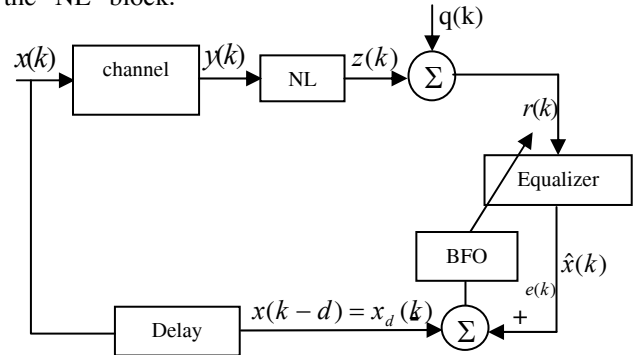 the "NL" block.
q(k)
x(k)
channel
y(k)
NL
z(k)
Σ
r(k)
Equalizer
BFO
x̂(k)
e(k)
+
Delay
x(k − d) = x_d (k)
-
Σ